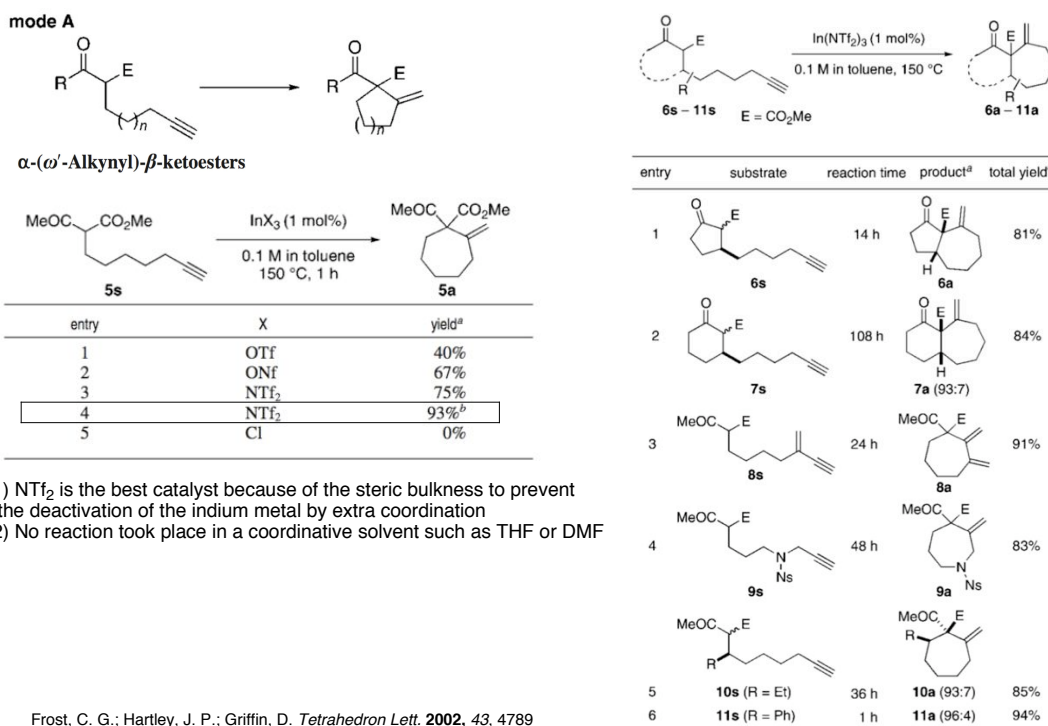 mode A
O
R
E
( )n
O
R
E
( )n
α-(ω'-Alkynyl)-β-ketoesters
MeOC CO₂Me
5s
InX₃ (1 mol%)
0.1 M in toluene
150 °C, 1 h
MeOC CO₂Me
5a
entry X yieldᵃ
1 OTf 40%
2 ONf 67%
3 NTf₂ 75%
4 NTf₂ 93%ᵇ
5 Cl 0%
) NTf₂ is the best catalyst because of the steric bulkness to prevent
the deactivation of the indium metal by extra coordination
2) No reaction took place in a coordinative solvent such as THF or DMF
Frost, C. G.; Hartley, J. P.; Griffin, D. Tetrahedron Lett. 2002, 43, 4789
O
E
R
6s – 11s
E = CO₂Me
In(NTf₂)₃ (1 mol%)
0.1 M in toluene, 150 °C
O
E
R
6a – 11a
entry substrate reaction time productᵃ total yield
O
E
1 14 h 81%
6s
O
E
H
6a
O
E
2 108 h 84%
7s
O
E
H
7a (93:7)
MeOC E
3 24 h 91%
8s
MeOC E
8a
MeOC E
4 48 h 83%
N
Ns
9s
MeOC E
N
Ns
9a
MeOC E
R
MeOC E
R
5 10s (R = Et) 36 h 10a (93:7) 85%
6 11s (R = Ph) 1 h 11a (96:4) 94%